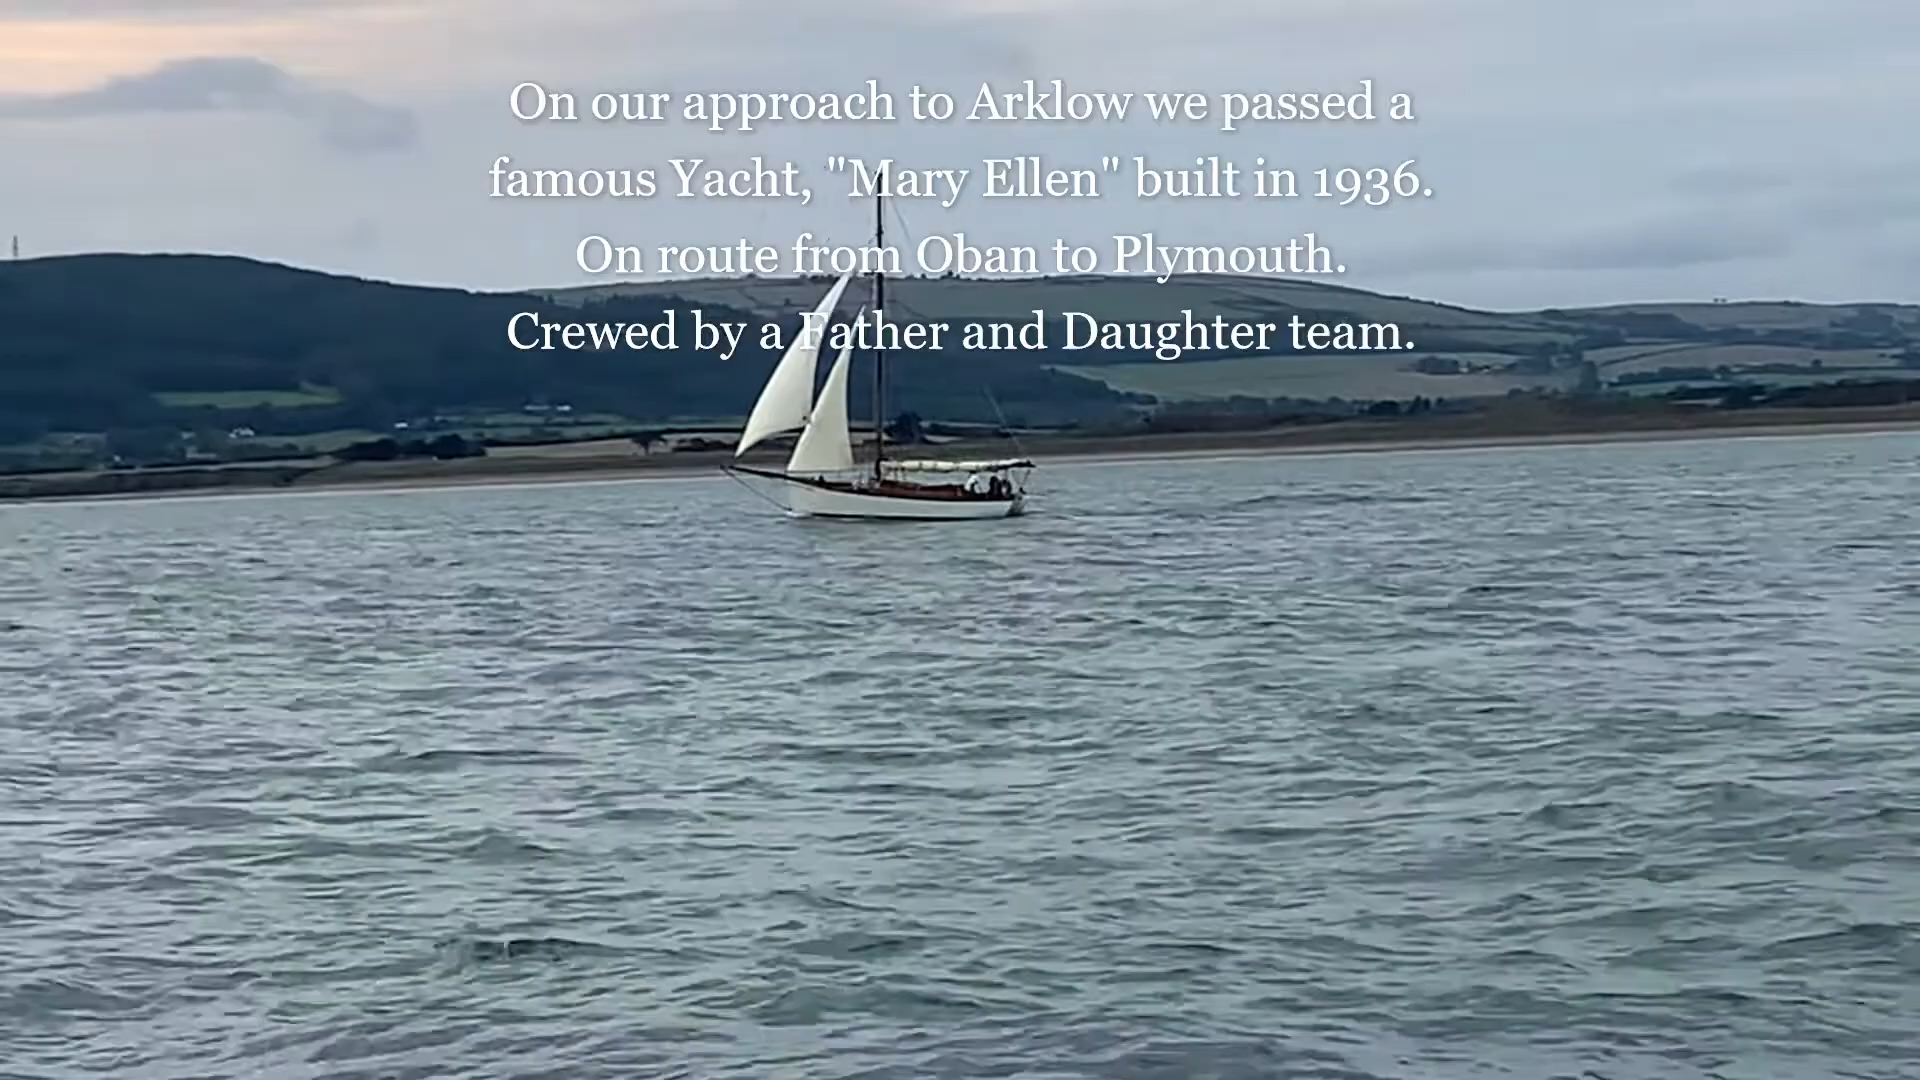 On our approach to Arklow we passed a
famous Yacht, "Mary Ellen" built in 1936.
On route from Oban to Plymouth.
Crewed by a Father and Daughter team.